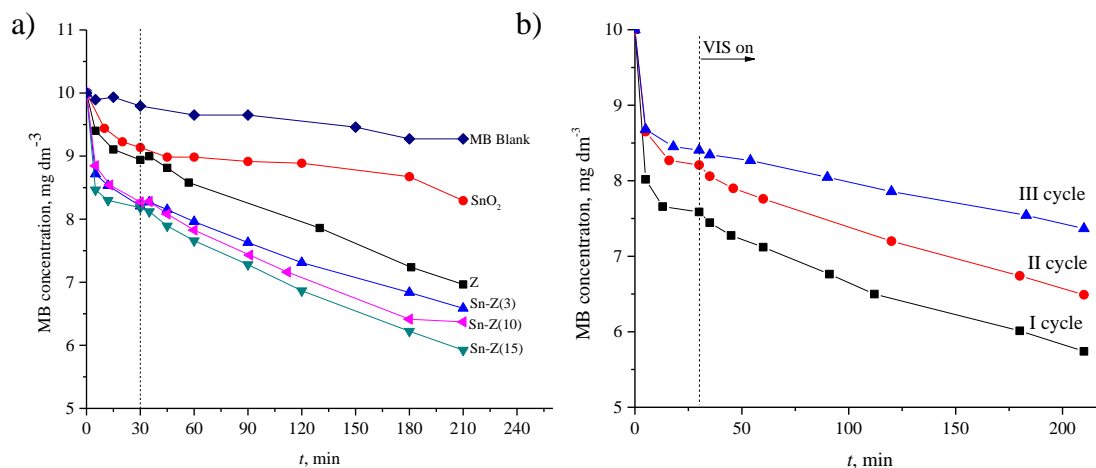 a)
11
10
9
8
7
6
5
0 30 60 90 120 150 180 210 240
MB concentration, mg dm-3
t, min
MB Blank
SnO2
Z
Sn-Z(3)
Sn-Z(10)
Sn-Z(15)
b)
10
9
8
7
6
5
0 50 100 150 200
MB concentraton, mg dm-3
t, min
VIS on
III cycle
II cycle
I cycle